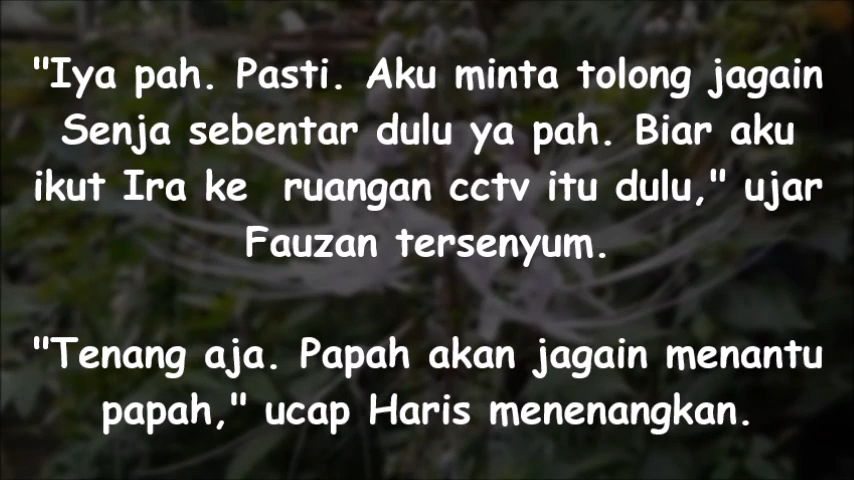 "Iya pah. Pasti. Aku minta tolong jagain
Senja sebentar dulu ya pah. Biar aku
ikut Ira ke  ruangan cctv itu dulu," ujar
Fauzan tersenyum.
"Tenang aja. Papah akan jagain menantu
papah," ucap Haris menenangkan.